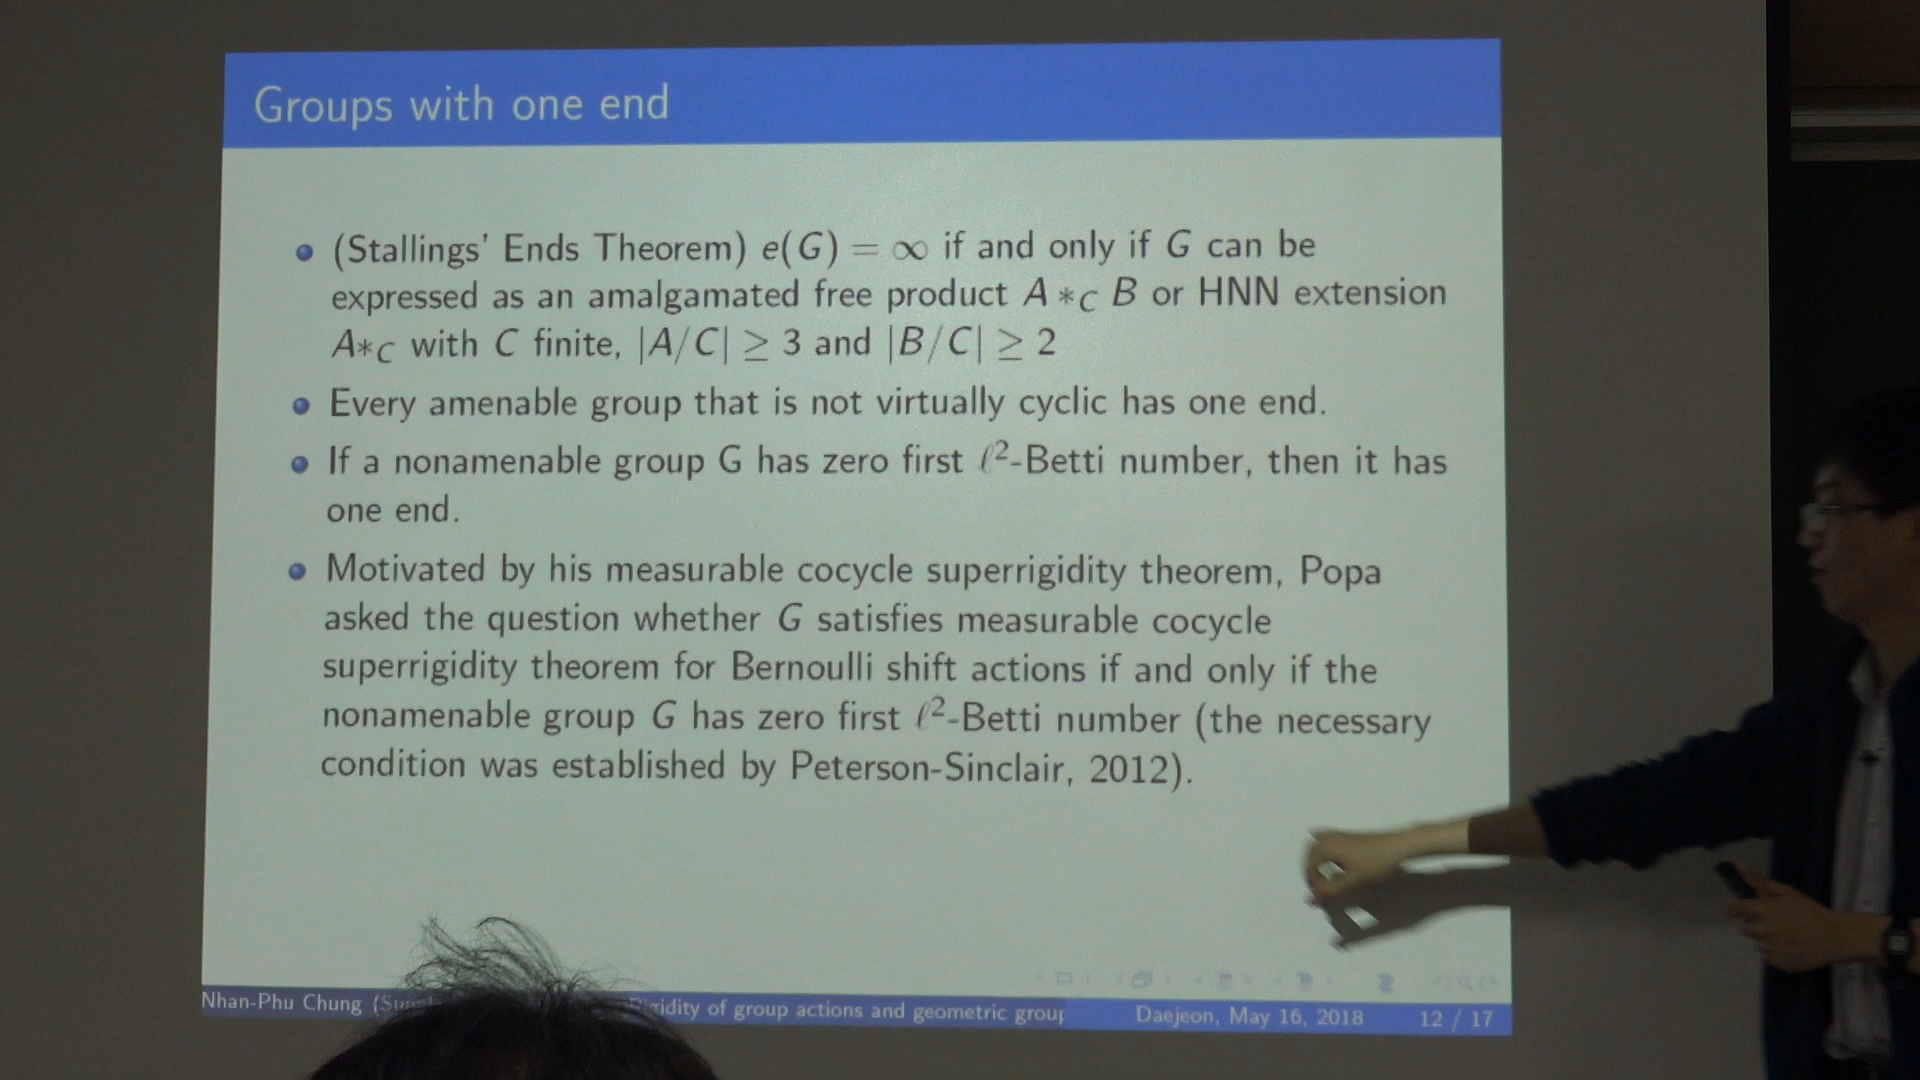 Groups with one end
(Stallings' Ends Theorem) e(G) = ∞ if and only if G can be
expressed as an amalgamated free product A *_C B or HNN extension
A*_C with C finite, |A/C| ≥ 3 and |B/C| ≥ 2
Every amenable group that is not virtually cyclic has one end.
If a nonamenable group G has zero first ℓ²-Betti number, then it has
one end.
Motivated by his measurable cocycle superrigidity theorem, Popa
asked the question whether G satisfies measurable cocycle
superrigidity theorem for Bernoulli shift actions if and only if the
nonamenable group G has zero first ℓ²-Betti number (the necessary
condition was established by Peterson-Sinclair, 2012).
Nhan-Phu Chung
of group actions and geometric
Daejeon, May 16, 2018
12 / 17